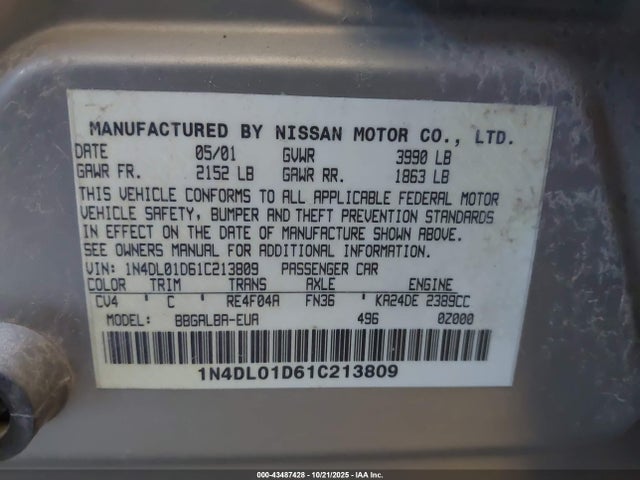 MANUFACTURED BY NISSAN MOTOR CO., LTD.
DATE 05/01 GVWR 3990 LB
GAWR FR. 2152 LB GAWR RR. 1863 LB
THIS VEHICLE CONFORMS TO ALL APPLICABLE FEDERAL MOTOR
VEHICLE SAFETY, BUMPER AND THEFT PREVENTION STANDARDS
IN EFFECT ON THE DATE OF MANUFACTURE SHOWN ABOVE.
SEE OWNERS MANUAL FOR ADDITIONAL INFORMATION.
VIN: 1N4DL01D61C213809 PASSENGER CAR
COLOR TRIM TRANS AXLE ENGINE
CV4 C RE4F04A FN36 KA24DE 2389CC
MODEL: BBGALBA-EUA 496 0Z000
1N4DL01D61C213809
000-43487428 - 10/21/2025 - IAA Inc.